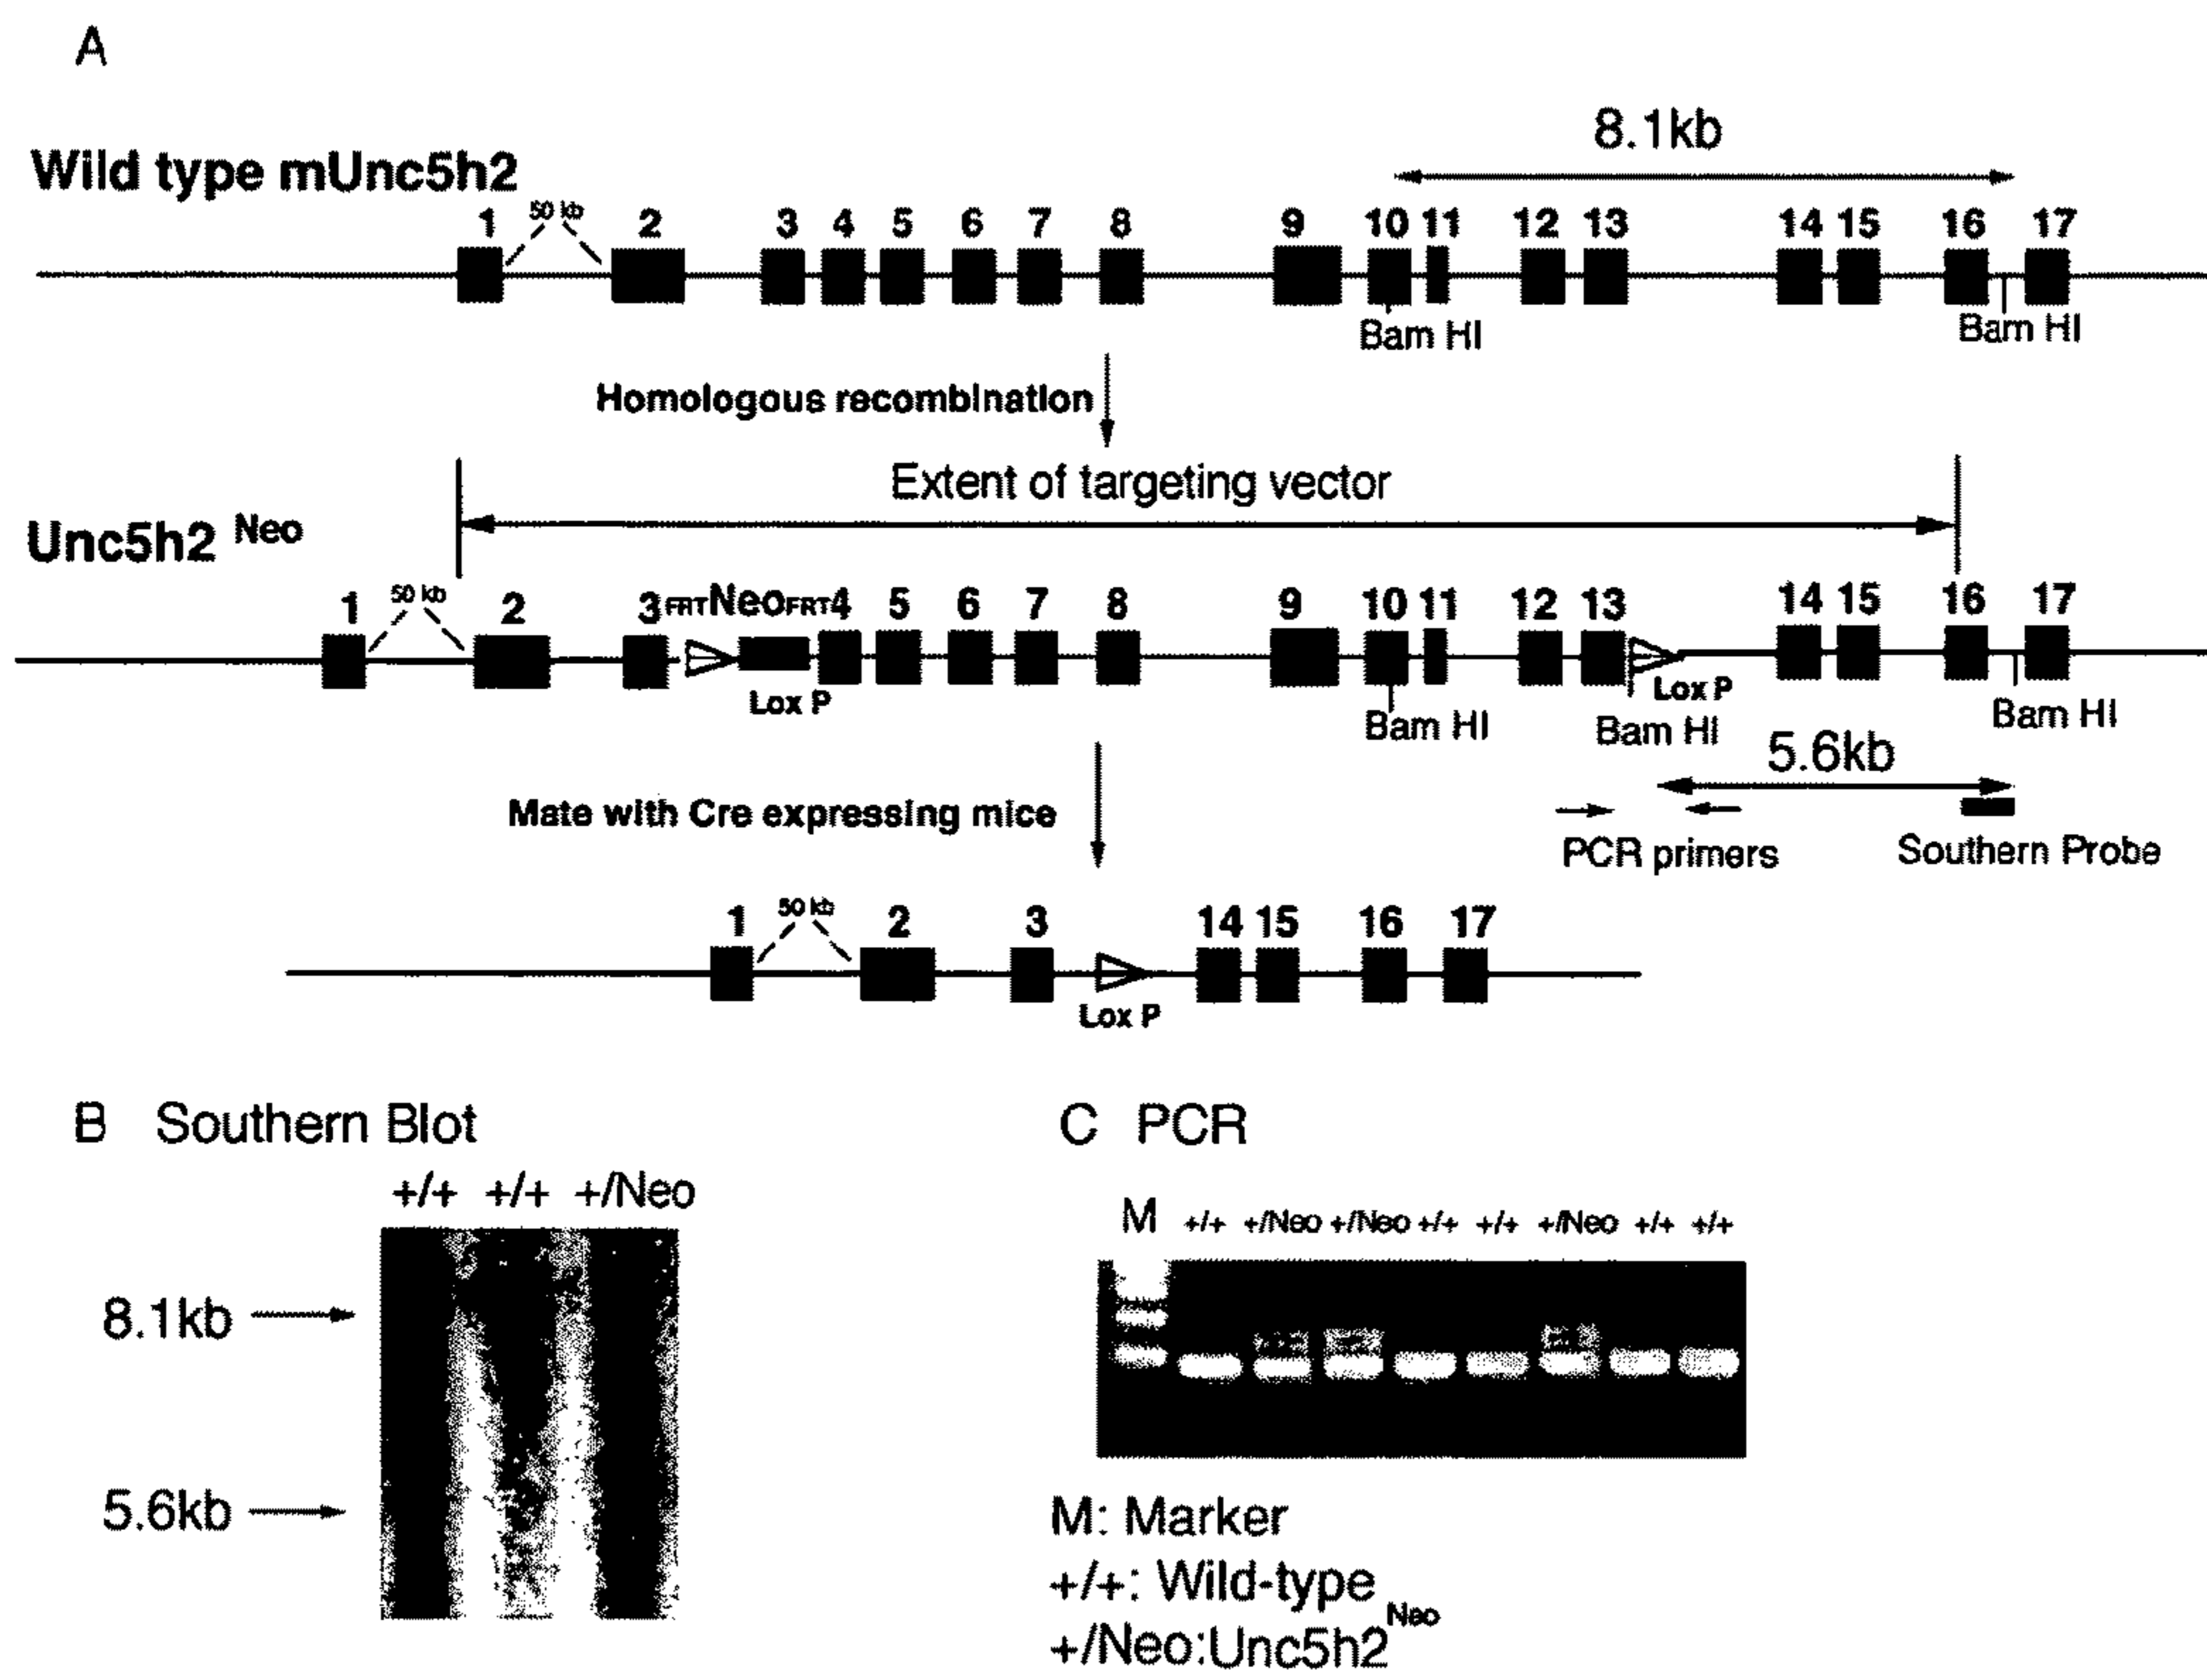 A
8.1kb
Wild type mUnc5h2
1 50 kb 2 3 4 5 6 7 8 9 10 11 12 13 14 15 16 17
Bam HI Bam HI
Homologous recombination
Extent of targeting vector
Unc5h2 Neo
1 50 kb 2 3 FRT Neo FRT 4 5 6 7 8 9 10 11 12 13 14 15 16 17
Lox P Lox P
Bam HI Bam HI Bam HI
5.6kb
Mate with Cre expressing mice
PCR primers Southern Probe
1 50 kb 2 3 14 15 16 17
Lox P
B Southern Blot
+/+ +/+ +/Neo
8.1kb
5.6kb
C PCR
M +/+ +/Neo +/Neo +/+ +/+ +/Neo +/+ +/+
M: Marker
+/+: Wild-type
+/Neo:Unc5h2 Neo